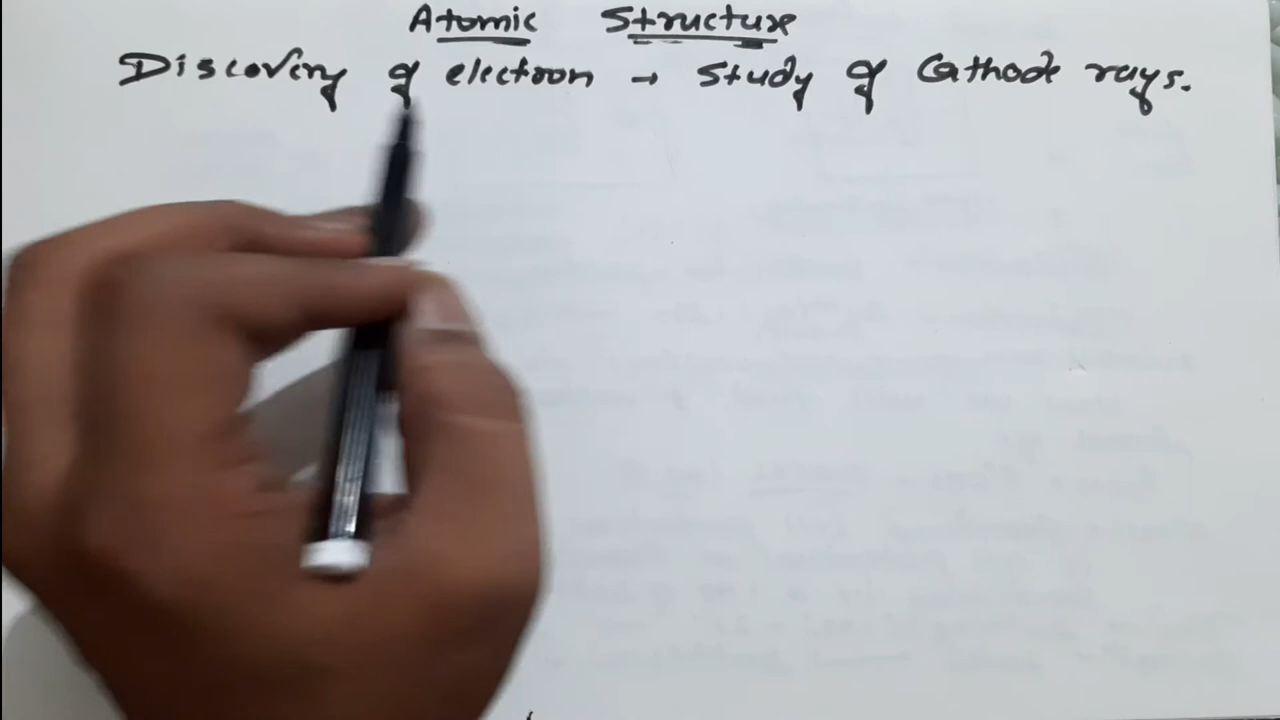 Atomic Structure
Discovery of electron → Study of Cathode rays.